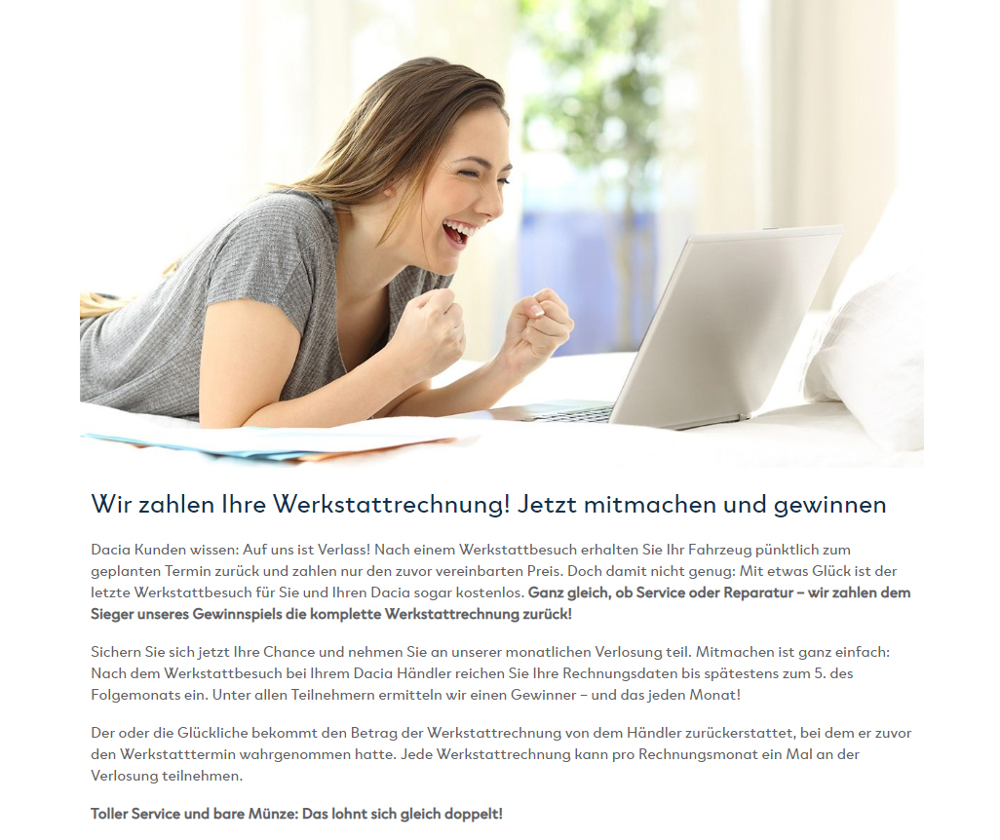 Wir zahlen Ihre Werkstattrechnung! Jetzt mitmachen und gewinnen
Dacia Kunden wissen: Auf uns ist Verlass! Nach einem Werkstattbesuch erhalten Sie Ihr Fahrzeug pünktlich zum
geplanten Termin zurück und zahlen nur den zuvor vereinbarten Preis. Doch damit nicht genug: Mit etwas Glück ist der
letzte Werkstattbesuch für Sie und Ihren Dacia sogar kostenlos. Ganz gleich, ob Service oder Reparatur – wir zahlen dem
Sieger unseres Gewinnspiels die komplette Werkstattrechnung zurück!
Sichern Sie sich jetzt Ihre Chance und nehmen Sie an unserer monatlichen Verlosung teil. Mitmachen ist ganz einfach:
Nach dem Werkstattbesuch bei Ihrem Dacia Händler reichen Sie Ihre Rechnungsdaten bis spätestens zum 5. des
Folgemonats ein. Unter allen Teilnehmern ermitteln wir einen Gewinner – und das jeden Monat!
Der oder die Glückliche bekommt den Betrag der Werkstattrechnung von dem Händler zurückerstattet, bei dem er zuvor
den Werkstatttermin wahrgenommen hatte. Jede Werkstattrechnung kann pro Rechnungsmonat ein Mal an der
Verlosung teilnehmen.
Toller Service und bare Münze: Das lohnt sich gleich doppelt!